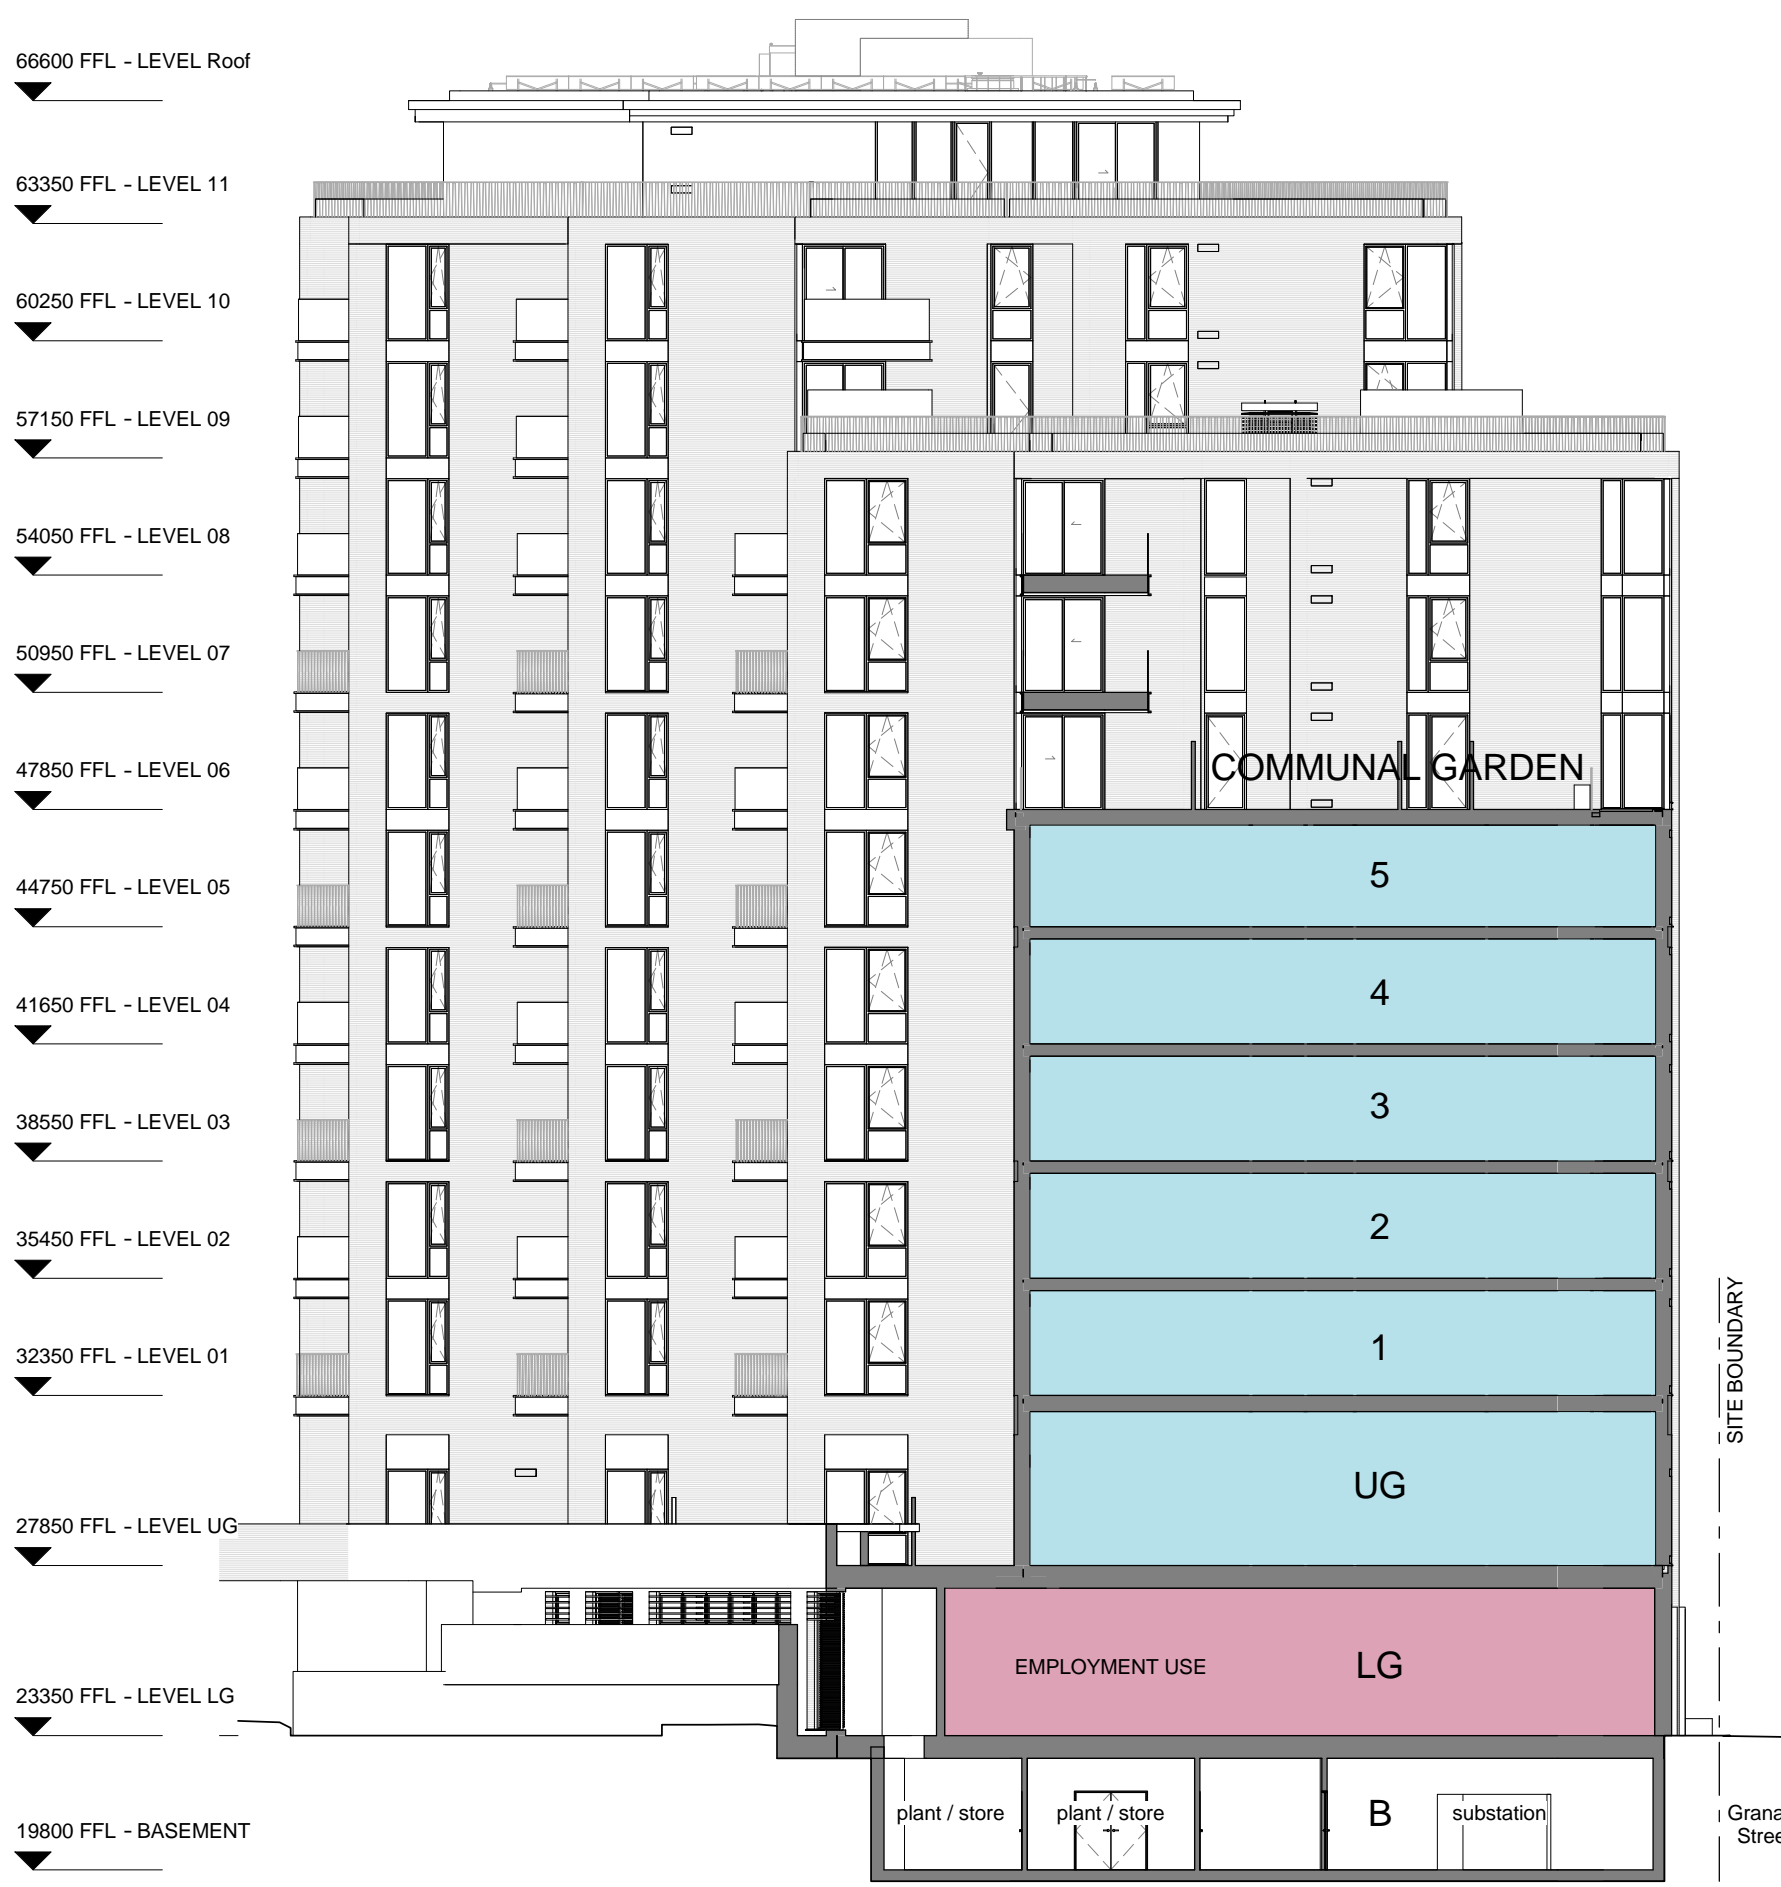 66600 FFL - LEVEL Roof
63350 FFL - LEVEL 11
60250 FFL - LEVEL 10
57150 FFL - LEVEL 09
54050 FFL - LEVEL 08
50950 FFL - LEVEL 07
47850 FFL - LEVEL 06
COMMUNAL GARDEN
5
44750 FFL - LEVEL 05
4
41650 FFL - LEVEL 04
3
38550 FFL - LEVEL 03
2
35450 FFL - LEVEL 02
1
32350 FFL - LEVEL 01
SITE BOUNDARY
UG
27850 FFL - LEVEL UG
EMPLOYMENT USE
LG
23350 FFL - LEVEL LG
plant / store
plant / store
B
substation
Grana
Stree
19800 FFL - BASEMENT